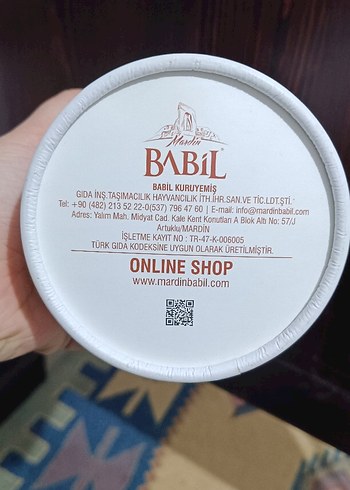 Mardin
BABİL
BABİL KURUYEMİŞ
GIDA İNŞ.TAŞIMACILIK HAYVANCILIK İTH.İHR.SAN.VE TİC.LDT.ŞTİ.
Tel: +90 (482) 213 52 22-0(537) 796 47 60 | E-mail: info@mardinbabil.com
Adres: Yalım Mah. Midyat Cad. Kale Kent Konutları A Blok Altı No: 57/J
Artuklu/MARDİN
İŞLETME KAYIT NO : TR-47-K-006005
TÜRK GIDA KODEKSİNE UYGUN OLARAK ÜRETİLMİŞTİR.
ONLINE SHOP
www.mardinbabil.com